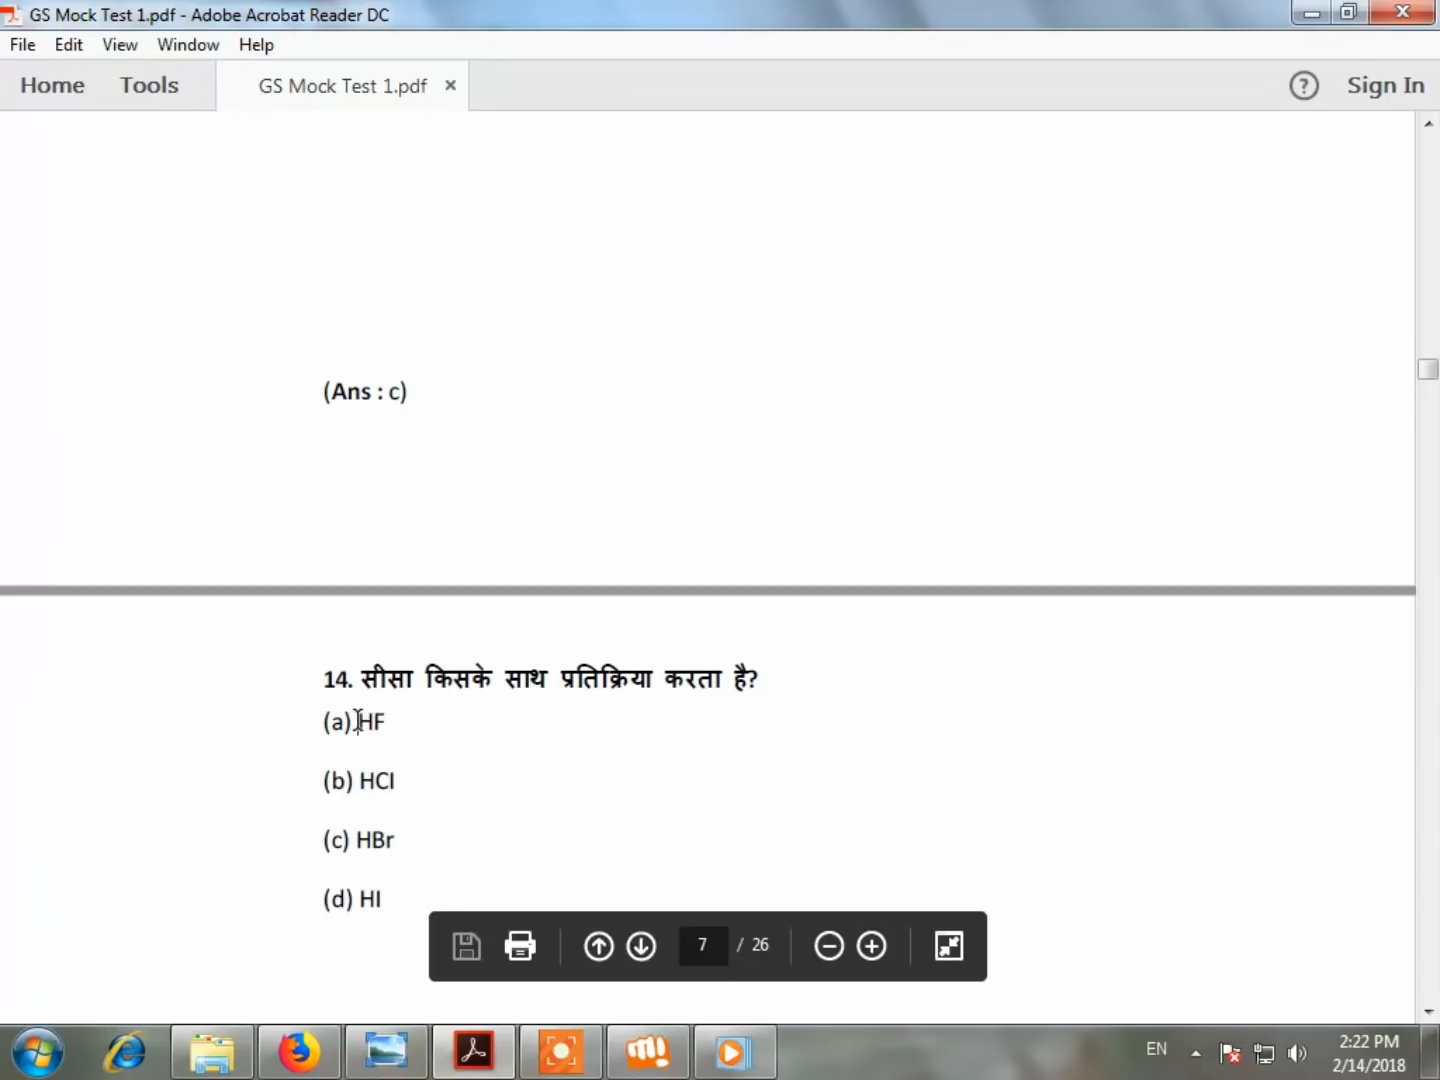 GS Mock Test 1.pdf - Adobe Acrobat Reader DC
File Edit View Window Help
Home Tools GS Mock Test 1.pdf × ? Sign In
(Ans : c)
14. सीसा किसके साथ प्रतिक्रिया करता है?
(a) HF
(b) HCl
(c) HBr
(d) HI
7 / 26
EN 2:22 PM
2/14/2018